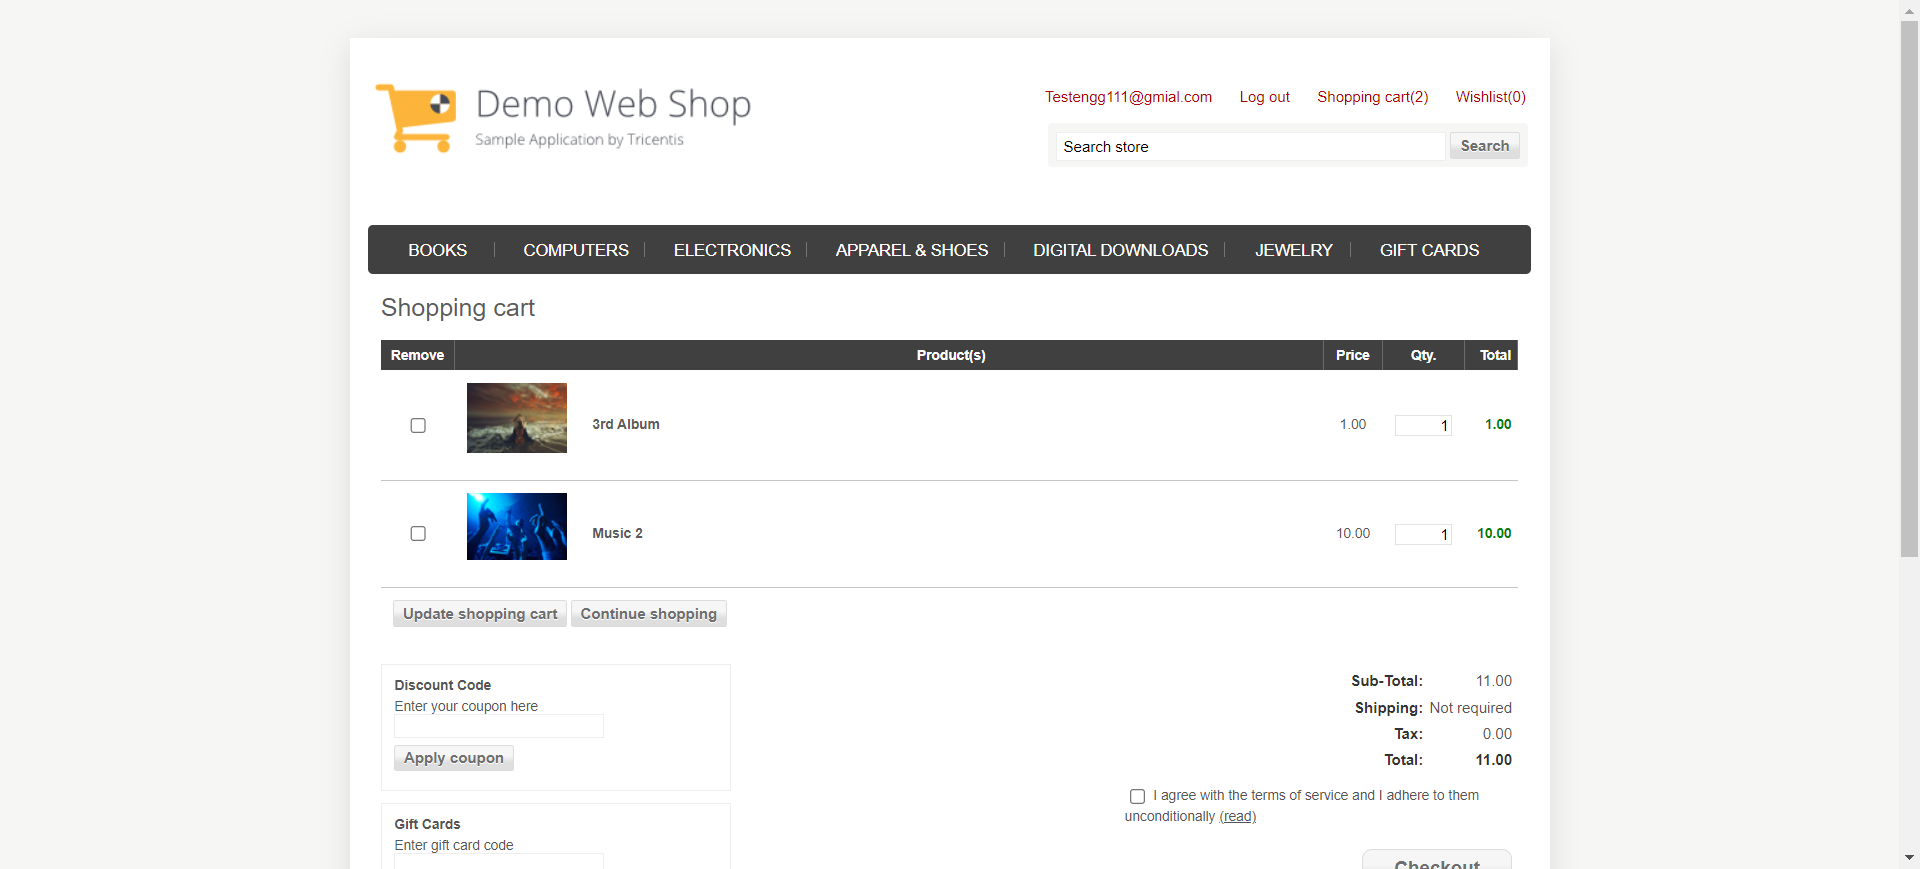 Demo Web Shop
Sample Application by Tricentis
Testengg111@gmial.com Log out Shopping cart(2) Wishlist(0)
Search store Search
BOOKS COMPUTERS ELECTRONICS APPAREL & SHOES DIGITAL DOWNLOADS JEWELRY GIFT CARDS
Shopping cart
Remove Product(s) Price Qty. Total
3rd Album 1.00 1 1.00
Music 2 10.00 1 10.00
Update shopping cart Continue shopping
Discount Code
Enter your coupon here
Apply coupon
Gift Cards
Enter gift card code
Sub-Total: 11.00
Shipping: Not required
Tax: 0.00
Total: 11.00
I agree with the terms of service and I adhere to them
unconditionally (read)
Checkout